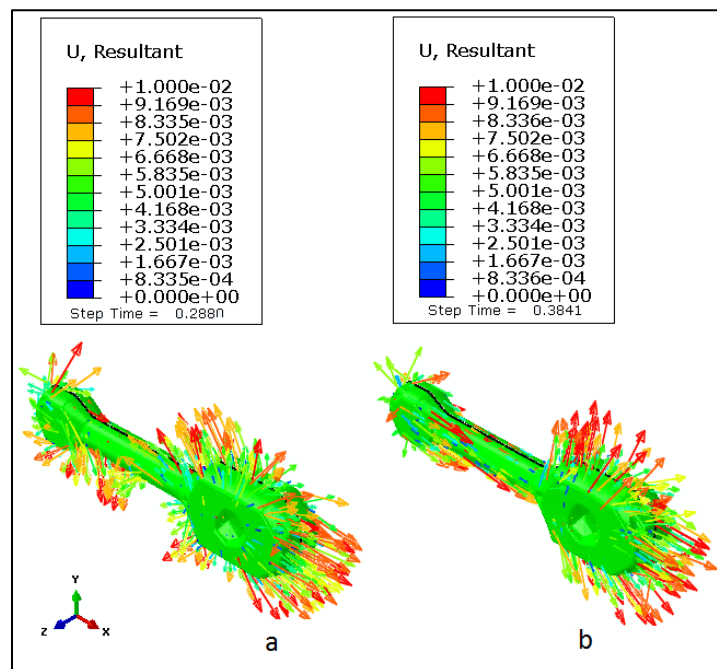 U, Resultant
+1.000e-02
+9.169e-03
+8.335e-03
+7.502e-03
+6.668e-03
+5.835e-03
+5.001e-03
+4.168e-03
+3.334e-03
+2.501e-03
+1.667e-03
+8.335e-04
+0.000e+00
Step Time = 0.2880
U, Resultant
+1.000e-02
+9.169e-03
+8.336e-03
+7.502e-03
+6.668e-03
+5.835e-03
+5.001e-03
+4.168e-03
+3.334e-03
+2.501e-03
+1.667e-03
+8.336e-04
+0.000e+00
Step Time = 0.3841
Y
Z
X
a
b